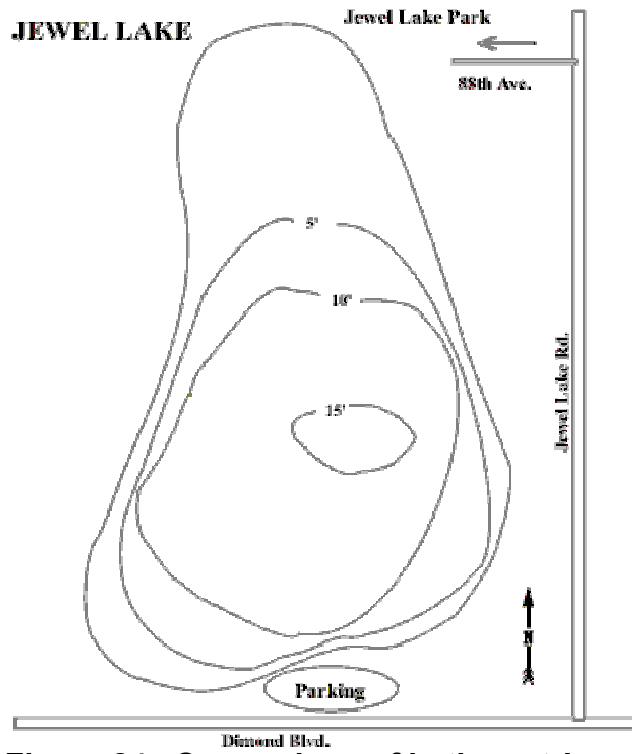 JEWEL LAKE
Jewel Lake Park
88th Ave.
5'
10'
15'
Jewel Lake Rd.
N
Parking
Dimond Blvd.